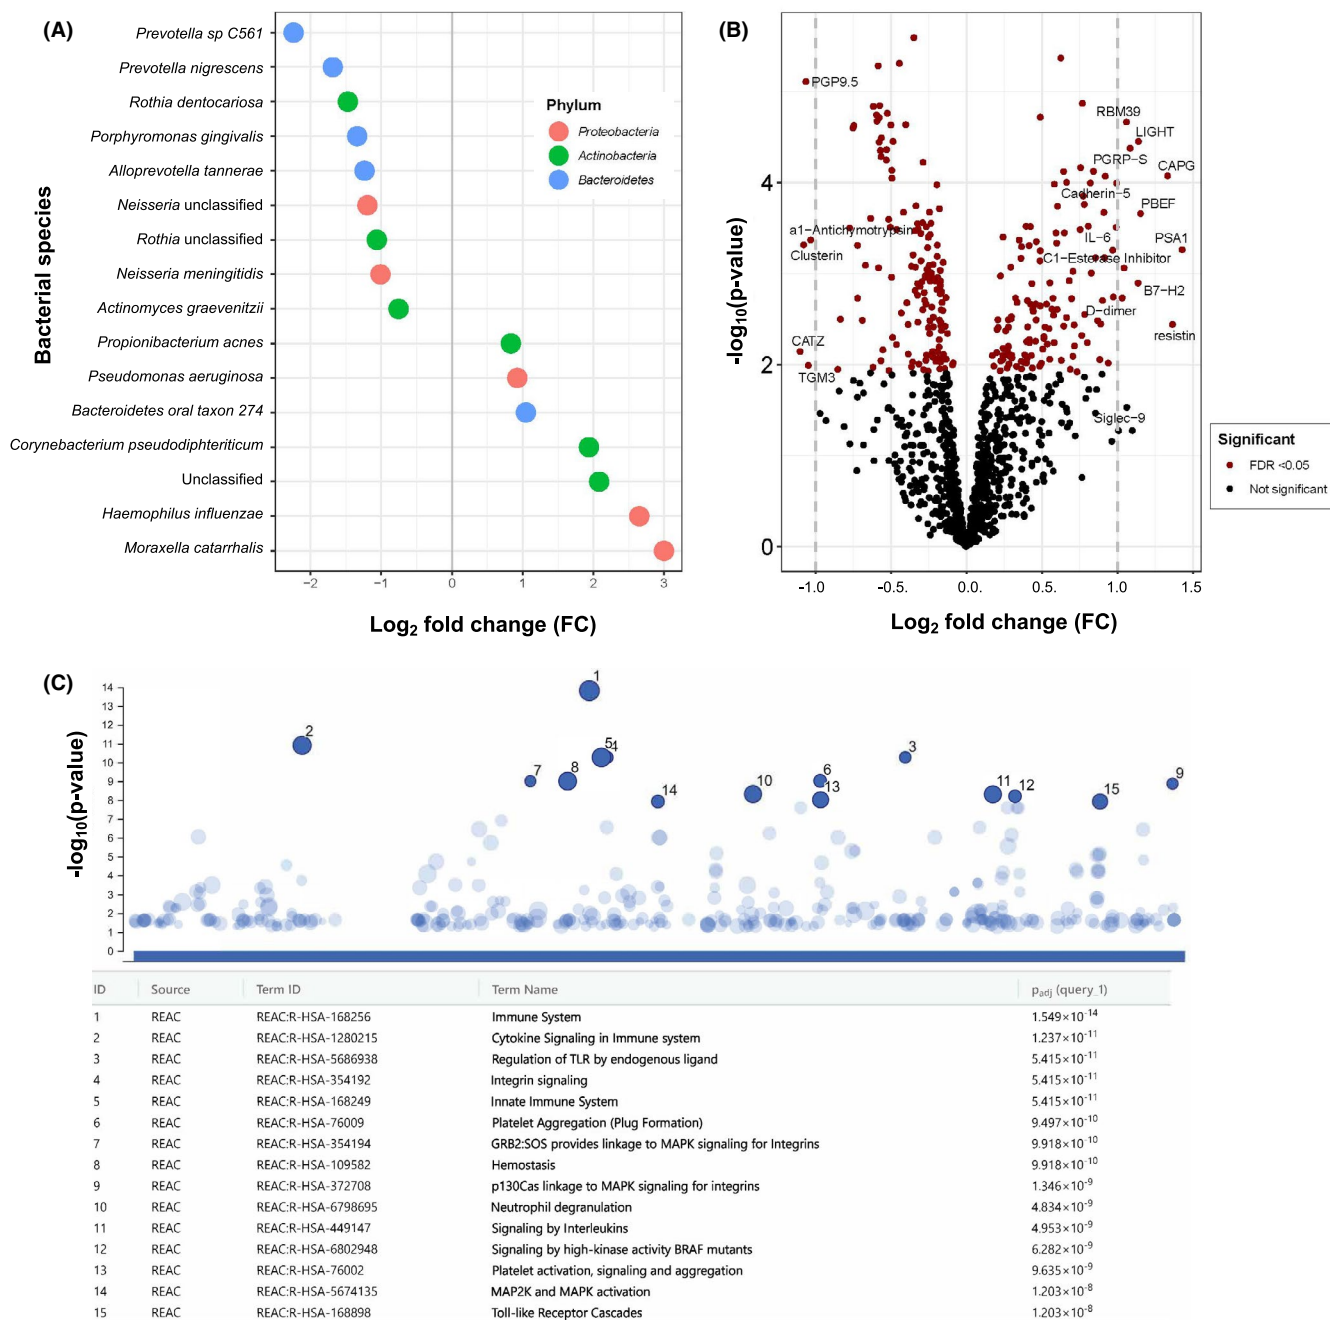 (A)
Bacterial species
Prevotella sp C561
Prevotella nigrescens
Rothia dentocariosa
Porphyromonas gingivalis
Alloprevotella tannerae
Neisseria unclassified
Rothia unclassified
Neisseria meningitidis
Actinomyces graevenitzii
Propionibacterium acnes
Pseudomonas aeruginosa
Bacteroidetes oral taxon 274
Corynebacterium pseudodiphteriticum
Unclassified
Haemophilus influenzae
Moraxella catarrhalis
Phylum
Proteobacteria
Actinobacteria
Bacteroidetes
−2 −1 0 1 2 3
Log2 fold change (FC)
(B)
-log10(p-value)
4
2
0
PGP9.5
RBM39
LIGHT
PGRP−S
CAPG
Cadherin−5
PBEF
a1−Antichymotrypsin
IL−6
PSA1
Clusterin
C1−Esterase Inhibitor
B7−H2
D−dimer
resistin
CATZ
TGM3
Siglec−9
-1.0 -0.5. 0.0. 0.5. 1.0 1.5
Log2 fold change (FC)
Significant
FDR <0.05
Not significant
(C)
-log10(p-value)
14
13
12
11
10
9
8
7
6
5
4
3
2
1
0
1
2
5 4
3
7
8
6
9
14
10
13
11
12
15
ID Source Term ID Term Name padj (query_1)
1 REAC REAC:R-HSA-168256 Immune System 1.549×10-14
2 REAC REAC:R-HSA-1280215 Cytokine Signaling in Immune system 1.237×10-11
3 REAC REAC:R-HSA-5686938 Regulation of TLR by endogenous ligand 5.415×10-11
4 REAC REAC:R-HSA-354192 Integrin signaling 5.415×10-11
5 REAC REAC:R-HSA-168249 Innate Immune System 5.415×10-11
6 REAC REAC:R-HSA-76009 Platelet Aggregation (Plug Formation) 9.497×10-10
7 REAC REAC:R-HSA-354194 GRB2:SOS provides linkage to MAPK signaling for Integrins 9.918×10-10
8 REAC REAC:R-HSA-109582 Hemostasis 9.918×10-10
9 REAC REAC:R-HSA-372708 p130Cas linkage to MAPK signaling for integrins 1.346×10-9
10 REAC REAC:R-HSA-6798695 Neutrophil degranulation 4.834×10-9
11 REAC REAC:R-HSA-449147 Signaling by Interleukins 4.953×10-9
12 REAC REAC:R-HSA-6802948 Signaling by high-kinase activity BRAF mutants 6.282×10-9
13 REAC REAC:R-HSA-76002 Platelet activation, signaling and aggregation 9.635×10-9
14 REAC REAC:R-HSA-5674135 MAP2K and MAPK activation 1.203×10-8
15 REAC REAC:R-HSA-168898 Toll-like Receptor Cascades 1.203×10-8